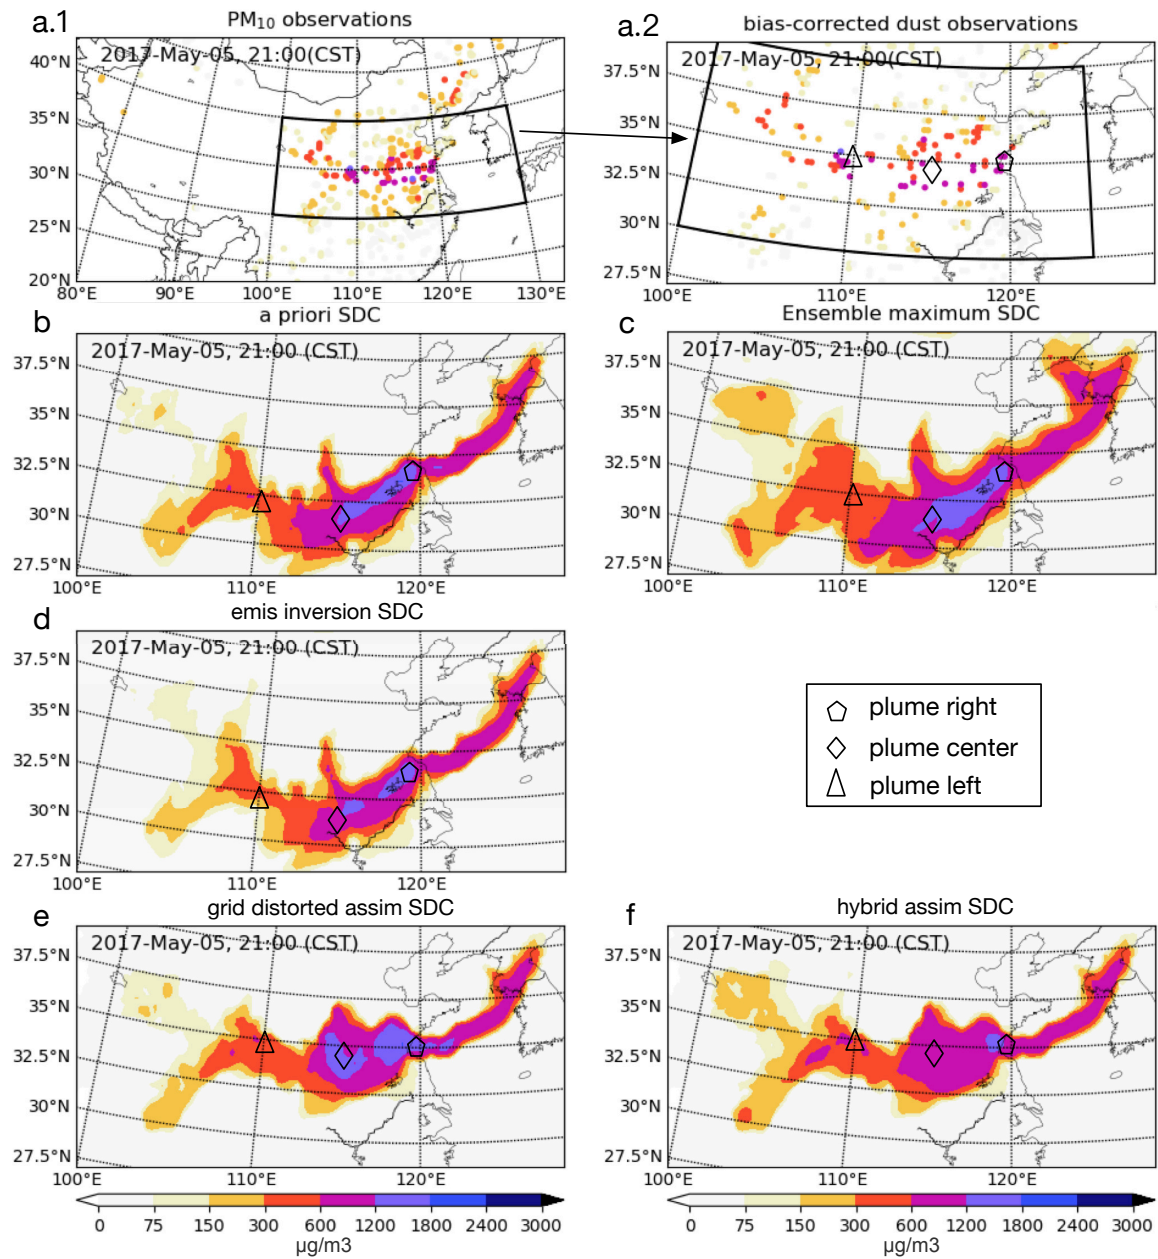 a.1
PM10 observations
2017-May-05, 21:00(CST)
40°N
35°N
30°N
25°N
20°N
80°E 90°E 100°E 110°E 120°E 130°E
a.2
bias-corrected dust observations
2017-May-05, 21:00(CST)
37.5°N
35°N
32.5°N
30°N
27.5°N
100°E 110°E 120°E
b
a priori SDC
2017-May-05, 21:00 (CST)
37.5°N
35°N
32.5°N
30°N
27.5°N
100°E 110°E 120°E
c
Ensemble maximum SDC
2017-May-05, 21:00 (CST)
37.5°N
35°N
32.5°N
30°N
27.5°N
100°E 110°E 120°E
d
emis inversion SDC
2017-May-05, 21:00 (CST)
37.5°N
35°N
32.5°N
30°N
27.5°N
100°E 110°E 120°E
plume right
plume center
plume left
e
grid distorted assim SDC
2017-May-05, 21:00 (CST)
37.5°N
35°N
32.5°N
30°N
27.5°N
100°E 110°E 120°E
0 75 150 300 600 1200 1800 2400 3000
μg/m3
f
hybrid assim SDC
2017-May-05, 21:00 (CST)
37.5°N
35°N
32.5°N
30°N
27.5°N
100°E 110°E 120°E
0 75 150 300 600 1200 1800 2400 3000
μg/m3